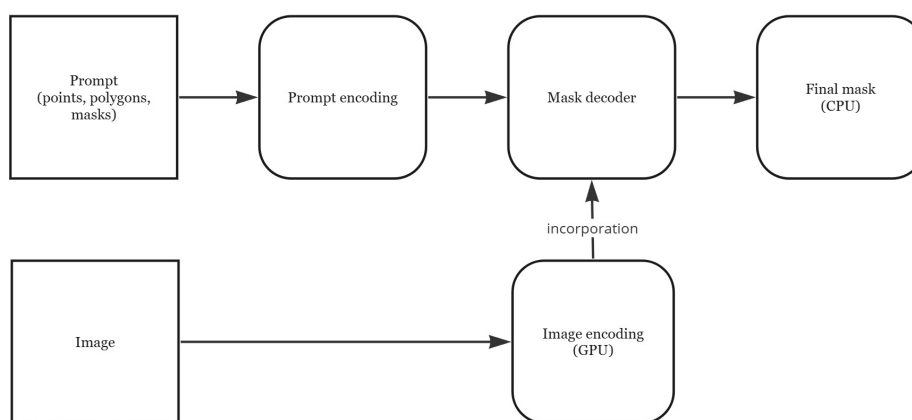 Prompt
(points, polygons,
masks)
Prompt encoding
Mask decoder
Final mask
(CPU)
incorporation
Image
Image encoding
(GPU)